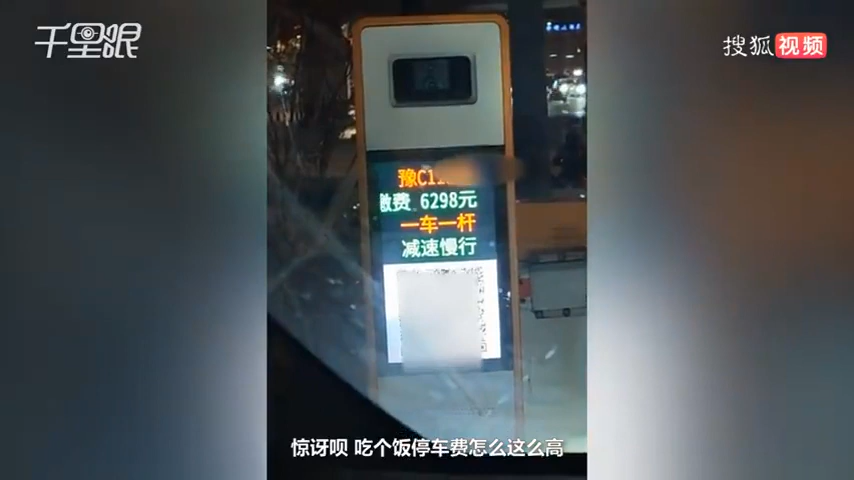 千里眼
搜狐视频
豫C11
缴费 6298元
一车一杆
减速慢行
惊讶呗 吃个饭停车费怎么这么高